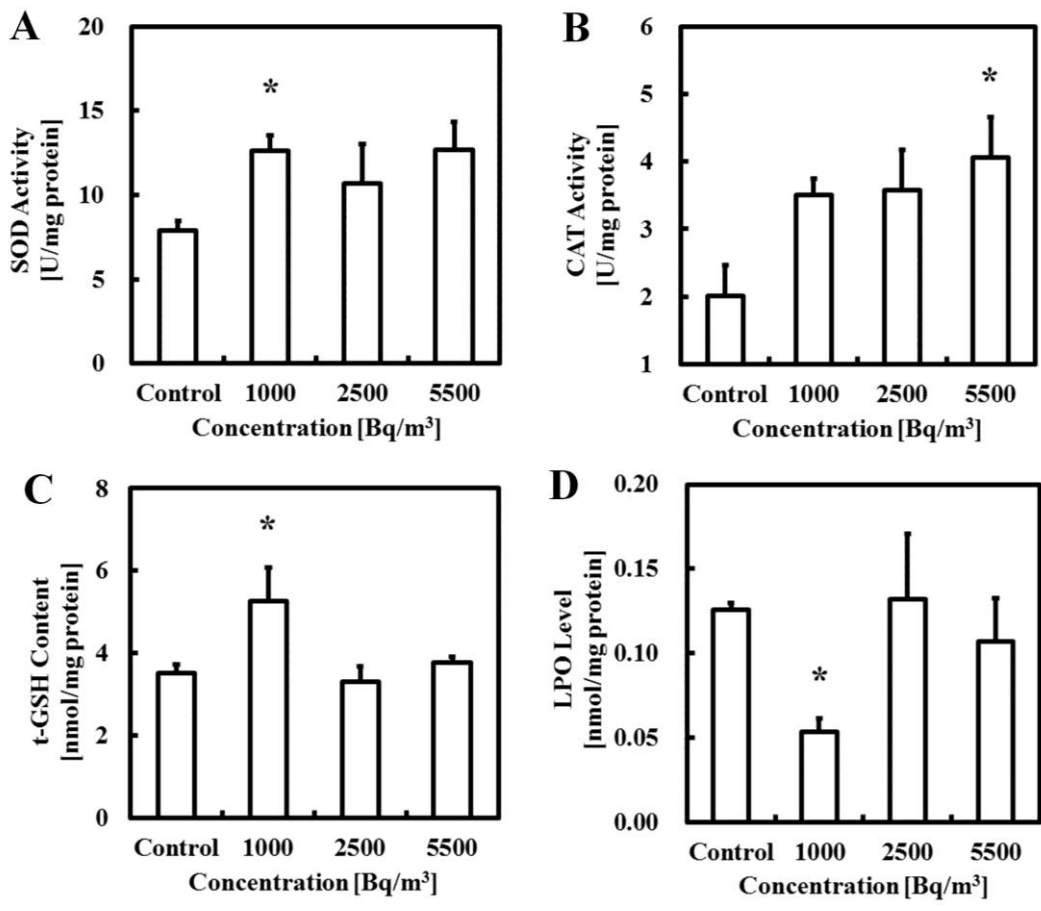 A
SOD Activity
[U/mg protein]
20
15
10
5
0
*
Control 1000 2500 5500
Concentration [Bq/m³]
B
CAT Activity
[U/mg protein]
6
5
4
3
2
1
*
Control 1000 2500 5500
Concentration [Bq/m³]
C
t-GSH Content
[nmol/mg protein]
8
6
4
2
0
*
Control 1000 2500 5500
Concentration [Bq/m³]
D
LPO Level
[nmol/mg protein]
0.20
0.15
0.10
0.05
0.00
*
Control 1000 2500 5500
Concentration [Bq/m³]